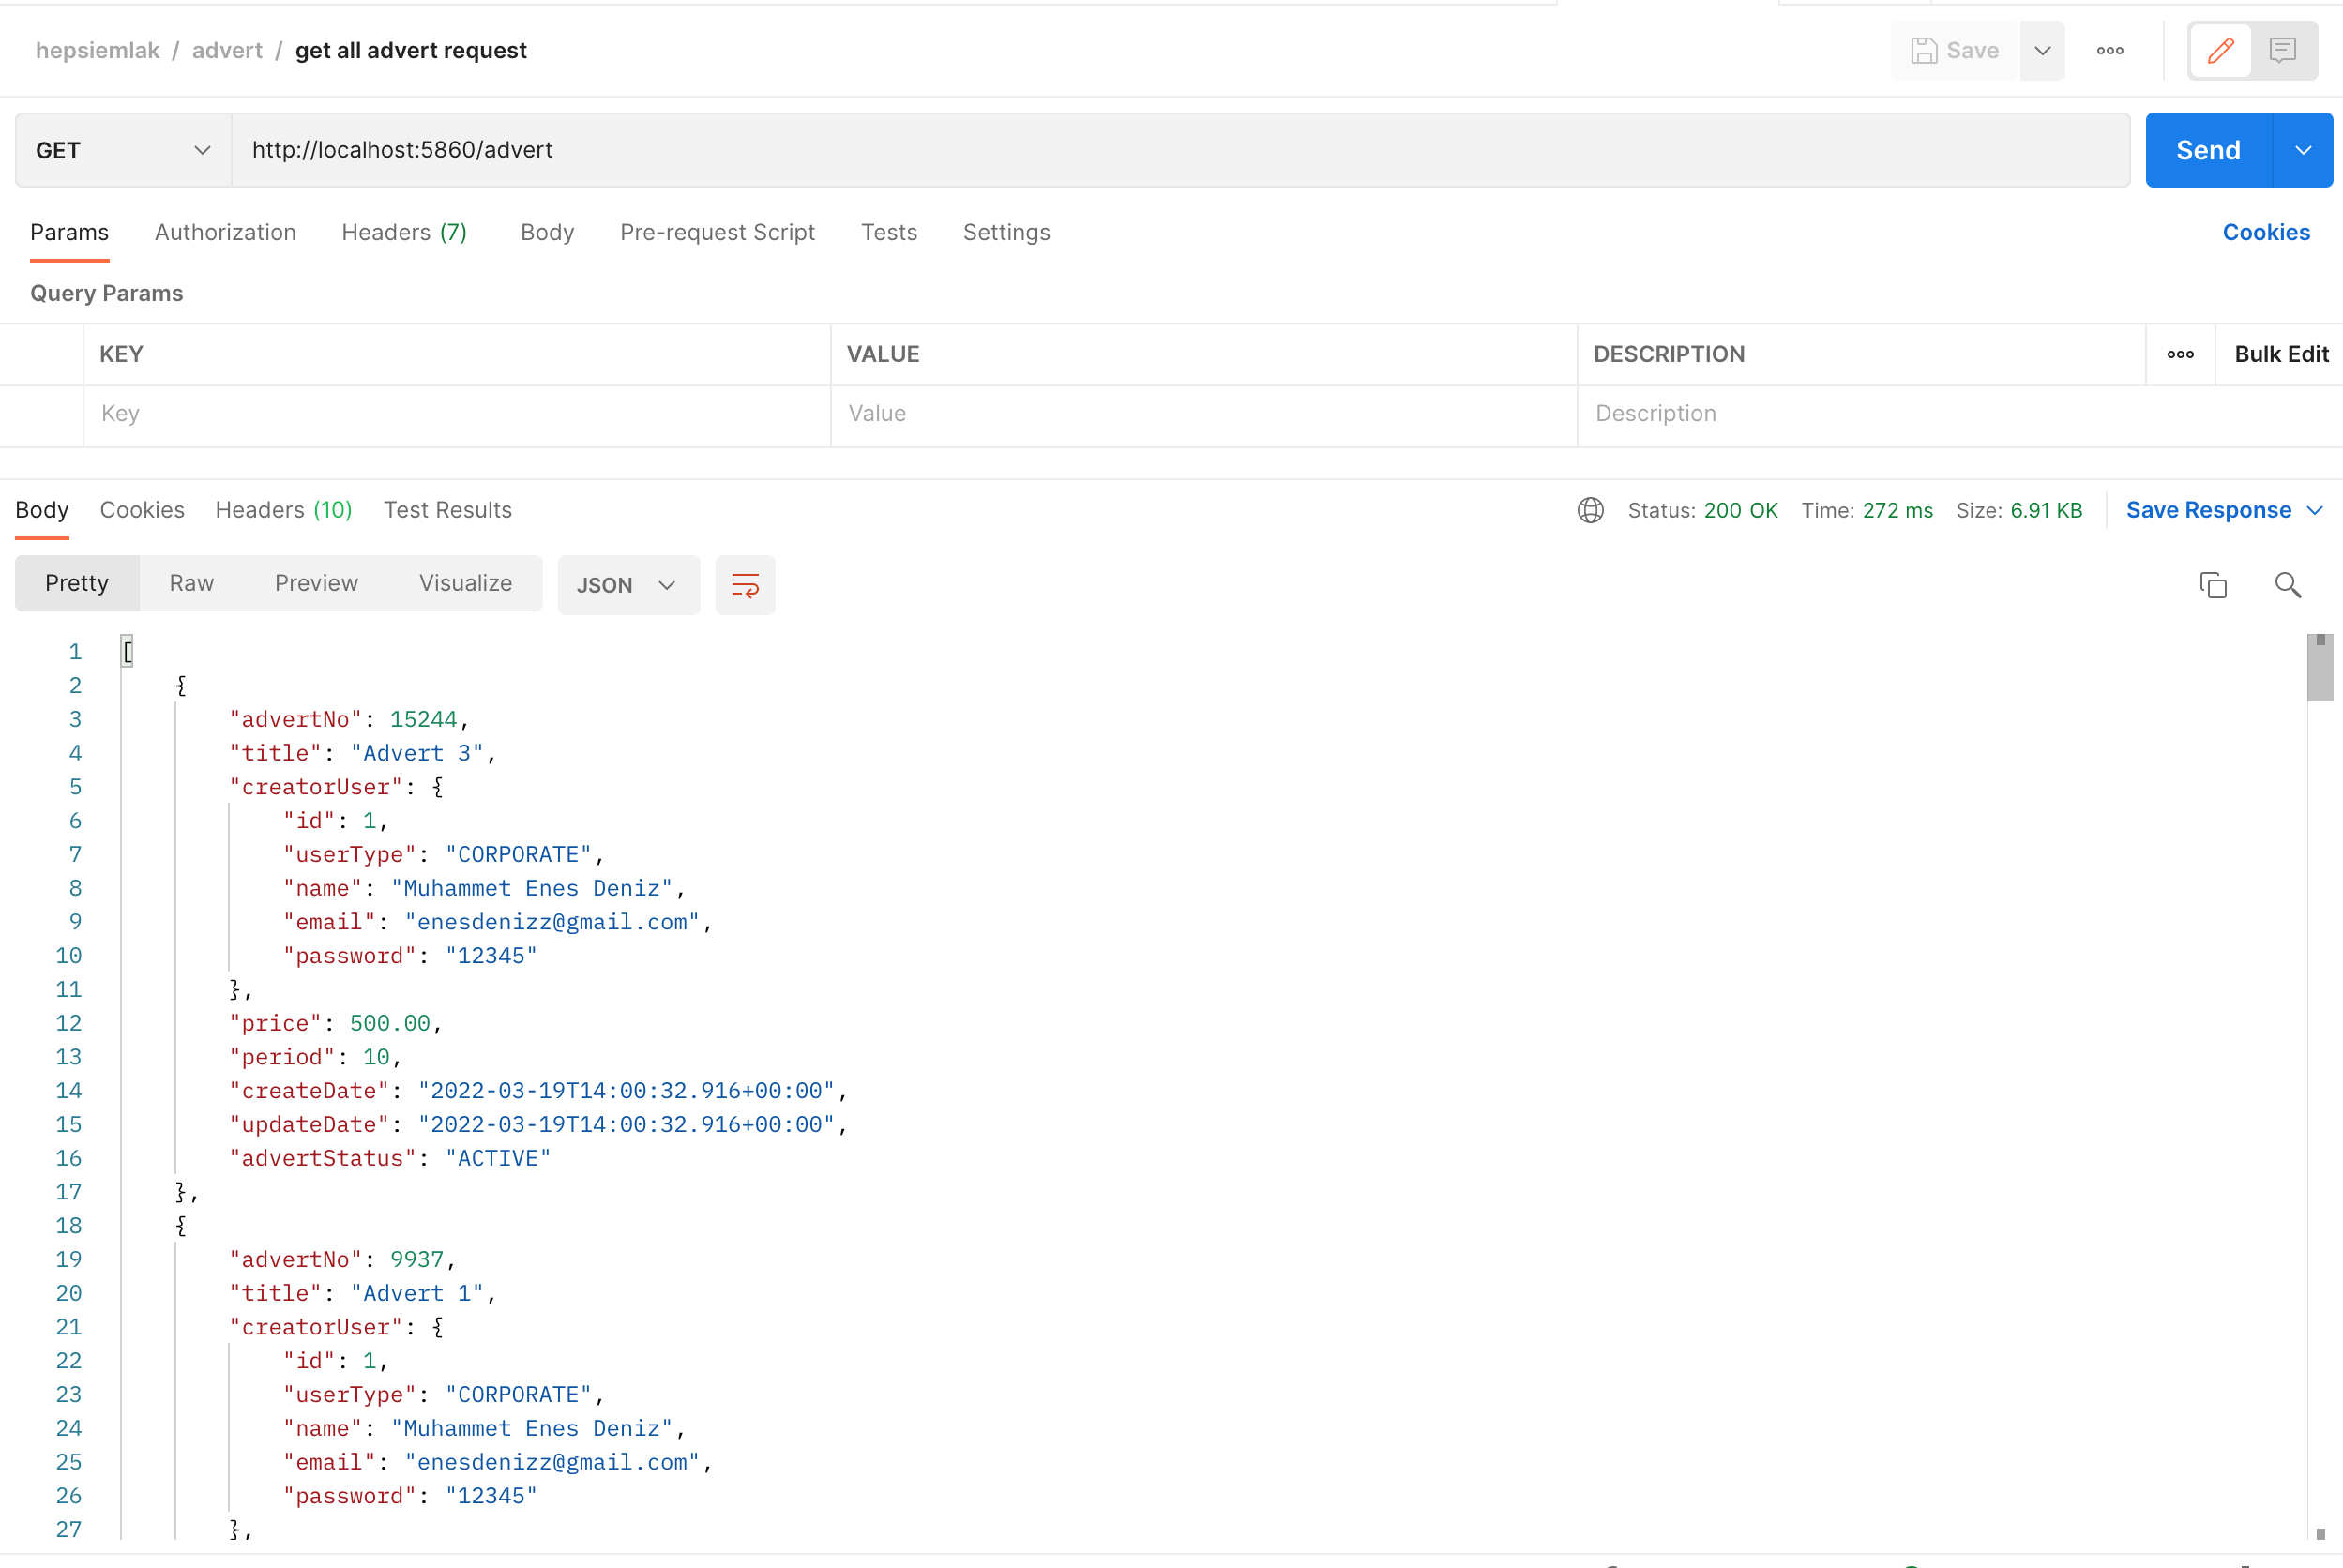 hepsiemlak / advert / get all advert request
Save
GET http://localhost:5860/advert Send
Params Authorization Headers (7) Body Pre-request Script Tests Settings Cookies
Query Params
KEY VALUE DESCRIPTION Bulk Edit
Key Value Description
Body Cookies Headers (10) Test Results Status: 200 OK Time: 272 ms Size: 6.91 KB Save Response
Pretty Raw Preview Visualize JSON
1 [
2 {
3 "advertNo": 15244,
4 "title": "Advert 3",
5 "creatorUser": {
6 "id": 1,
7 "userType": "CORPORATE",
8 "name": "Muhammet Enes Deniz",
9 "email": "enesdenizz@gmail.com",
10 "password": "12345"
11 },
12 "price": 500.00,
13 "period": 10,
14 "createDate": "2022-03-19T14:00:32.916+00:00",
15 "updateDate": "2022-03-19T14:00:32.916+00:00",
16 "advertStatus": "ACTIVE"
17 },
18 {
19 "advertNo": 9937,
20 "title": "Advert 1",
21 "creatorUser": {
22 "id": 1,
23 "userType": "CORPORATE",
24 "name": "Muhammet Enes Deniz",
25 "email": "enesdenizz@gmail.com",
26 "password": "12345"
27 },